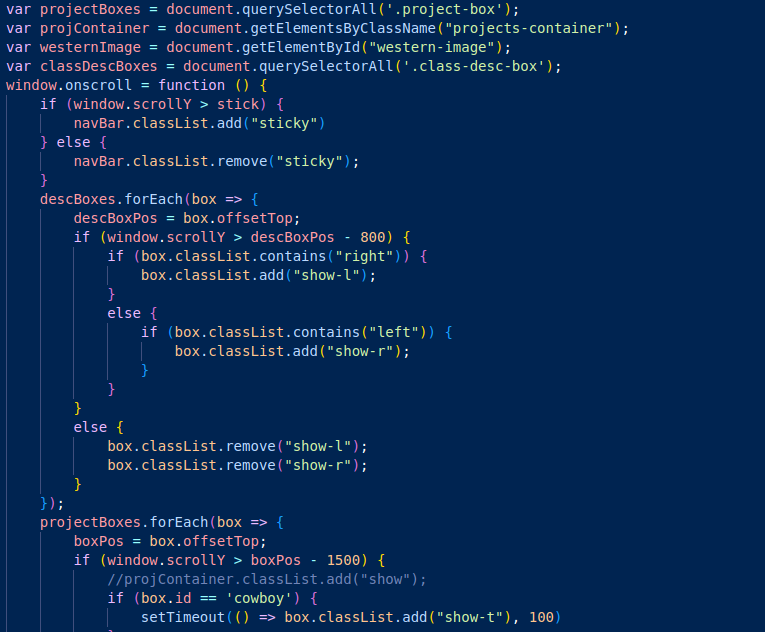 var projectBoxes = document.querySelectorAll('.project-box');
var projContainer = document.getElementsByClassName("projects-container");
var westernImage = document.getElementById("western-image");
var classDescBoxes = document.querySelectorAll('.class-desc-box');
window.onscroll = function () {
    if (window.scrollY > stick) {
        navBar.classList.add("sticky")
    } else {
        navBar.classList.remove("sticky");
    }
    descBoxes.forEach(box => {
        descBoxPos = box.offsetTop;
        if (window.scrollY > descBoxPos - 800) {
            if (box.classList.contains("right")) {
                box.classList.add("show-l");
            }
            else {
                if (box.classList.contains("left")) {
                    box.classList.add("show-r");
                }
            }
        }
        else {
            box.classList.remove("show-l");
            box.classList.remove("show-r");
        }
    });
    projectBoxes.forEach(box => {
        boxPos = box.offsetTop;
        if (window.scrollY > boxPos - 1500) {
            //projContainer.classList.add("show");
            if (box.id == 'cowboy') {
                setTimeout(() => box.classList.add("show-t"), 100)